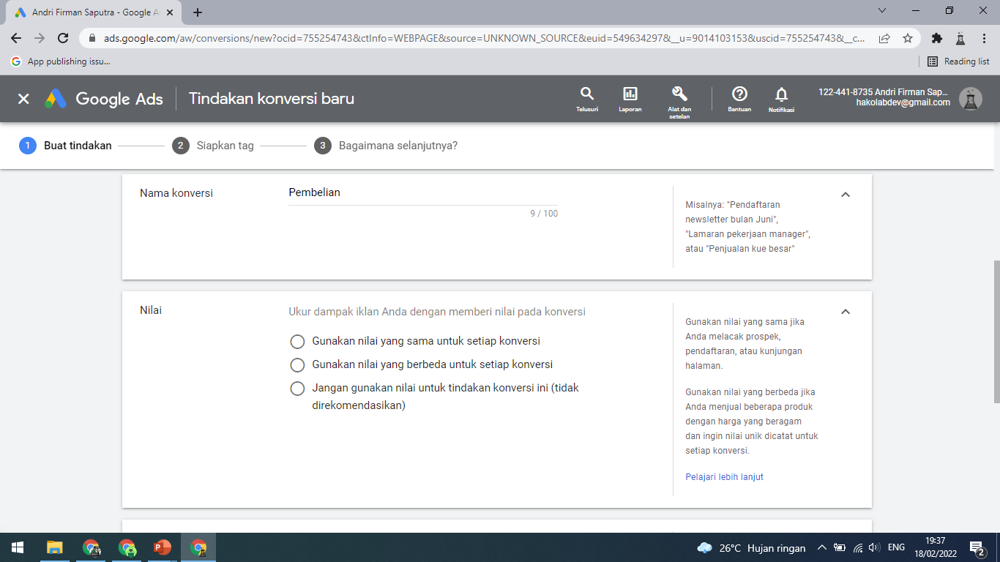 Andri Firman Saputra - Google A
ads.google.com/aw/conversions/new?ocid=755254743&ctInfo=WEBPAGE&source=UNKNOWN_SOURCE&euid=549634297&__u=9014103153&uscid=755254743&__c...
App publishing issu...
Reading list
Google Ads
Tindakan konversi baru
Telusuri
Laporan
Alat dan setelan
Bantuan
Notifikasi
122-441-8735 Andri Firman Sap...
hakolabdev@gmail.com
1 Buat tindakan
2 Siapkan tag
3 Bagaimana selanjutnya?
Nama konversi
Pembelian
9 / 100
Misalnya: "Pendaftaran
newsletter bulan Juni",
"Lamaran pekerjaan manager",
atau "Penjualan kue besar"
Nilai
Ukur dampak iklan Anda dengan memberi nilai pada konversi
Gunakan nilai yang sama untuk setiap konversi
Gunakan nilai yang berbeda untuk setiap konversi
Jangan gunakan nilai untuk tindakan konversi ini (tidak
direkomendasikan)
Gunakan nilai yang sama jika
Anda melacak prospek,
pendaftaran, atau kunjungan
halaman.
Gunakan nilai yang berbeda jika
Anda menjual beberapa produk
dengan harga yang beragam
dan ingin nilai unik dicatat untuk
setiap konversi.
Pelajari lebih lanjut
26°C Hujan ringan
ENG
19:37
18/02/2022
2